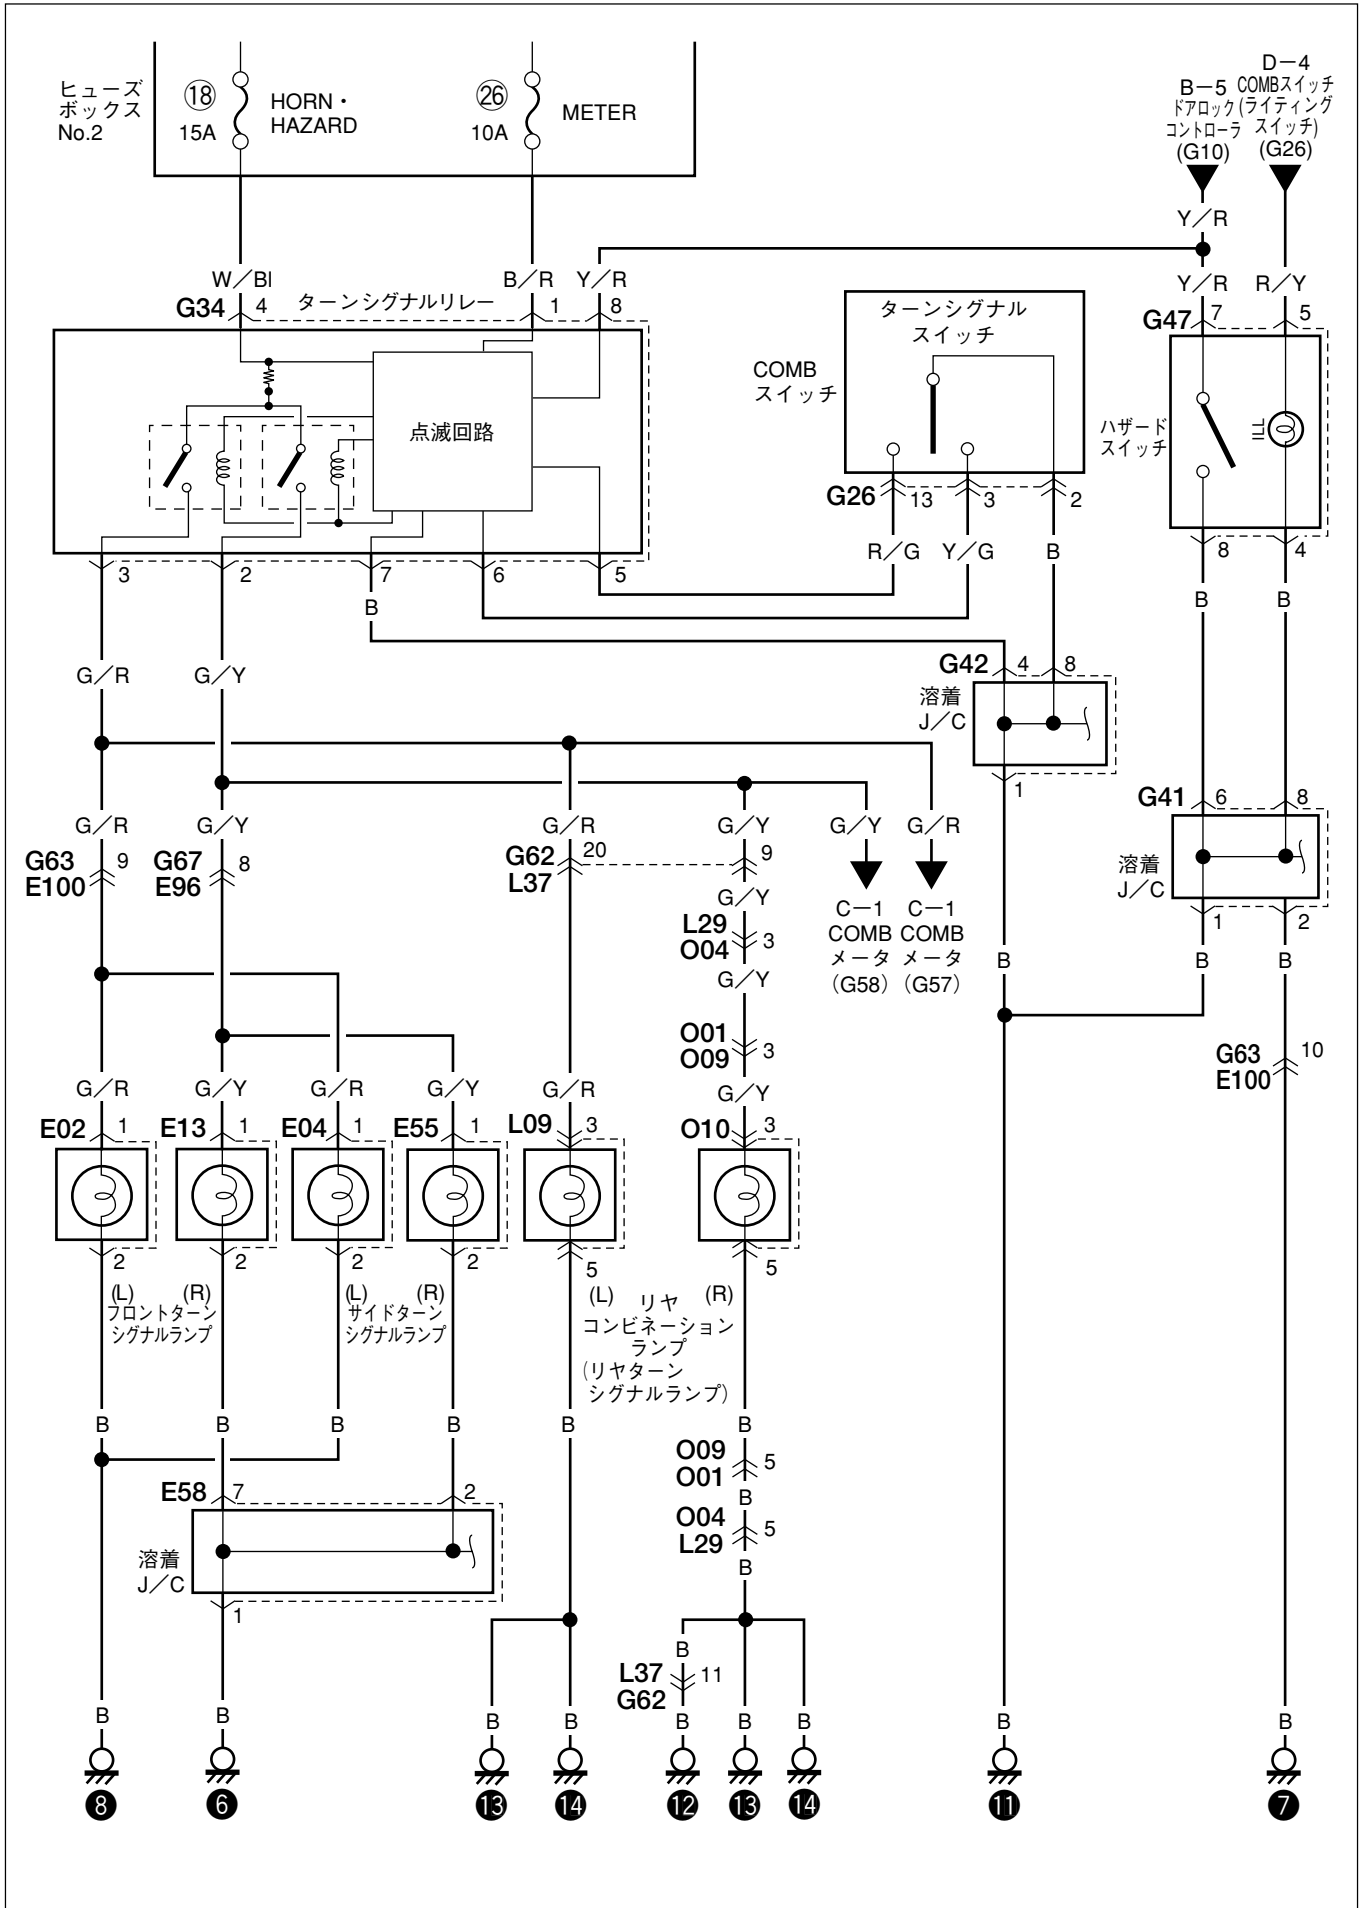 ヒューズ
ボックス
No.2
⑱
15A
HORN・
HAZARD
㉖
10A
METER
B－5
ドアロック
コントローラ
(G10)
D－4
COMBスイッチ
(ライティング
スイッチ)
(G26)
Y／R
W／Bl
B／R
Y／R
Y／R
R／Y
G34
4
ターンシグナルリレー
1
8
G47
7
5
点滅回路
COMB
スイッチ
ターンシグナル
スイッチ
ハザード
スイッチ
ILL
G26
13
3
2
R／G
Y／G
B
3
2
7
6
5
8
4
B
B
B
G／R
G／Y
G42
4
8
溶着
J／C
1
G41
6
8
溶着
J／C
1
2
G／R
G／Y
G／R
G／Y
G／Y
G／R
G63
E100
9
G67
E96
8
G62
L37
20
9
G／Y
C－1
COMB
メータ
（G58）
C－1
COMB
メータ
（G57）
L29
O04
3
G／Y
B
B
B
O01
O09
3
G63
E100
10
G／R
G／Y
G／R
G／Y
G／R
G／Y
E02
1
E13
1
E04
1
E55
1
L09
3
O10
3
2
2
2
2
5
5
(L)
(R)
フロントターン
シグナルランプ
(L)
(R)
サイドターン
シグナルランプ
(L)
(R)
リヤ
コンビネーション
ランプ
(リヤターン
シグナルランプ)
B
B
B
B
B
B
O09
O01
5
B
E58
7
2
O04
L29
5
B
溶着
J／C
1
B
L37
G62
11
B
B
B
B
B
B
B
B
B
❽
❻
⓭
⓮
⓬
⓭
⓮
⓫
❼